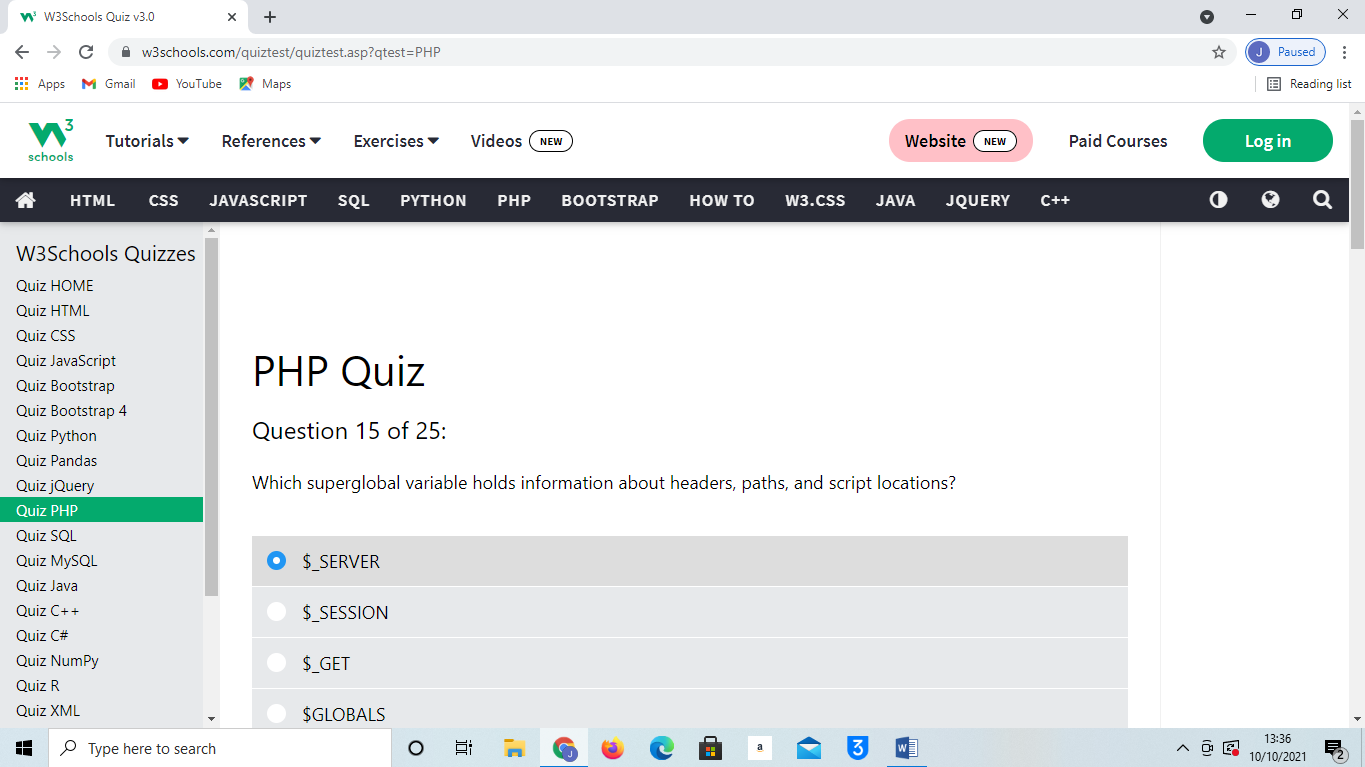 W3Schools Quiz v3.0
w3schools.com/quiztest/quiztest.asp?qtest=PHP
J Paused
Apps Gmail YouTube Maps Reading list
W3 schools
Tutorials References Exercises Videos NEW Website NEW Paid Courses Log in
HTML CSS JAVASCRIPT SQL PYTHON PHP BOOTSTRAP HOW TO W3.CSS JAVA JQUERY C++
W3Schools Quizzes
Quiz HOME
Quiz HTML
Quiz CSS
Quiz JavaScript
Quiz Bootstrap
Quiz Bootstrap 4
Quiz Python
Quiz Pandas
Quiz jQuery
Quiz PHP
Quiz SQL
Quiz MySQL
Quiz Java
Quiz C++
Quiz C#
Quiz NumPy
Quiz R
Quiz XML
PHP Quiz
Question 15 of 25:
Which superglobal variable holds information about headers, paths, and script locations?
$_SERVER
$_SESSION
$_GET
$GLOBALS
Type here to search
J
a
3
W
13:36
10/10/2021
2